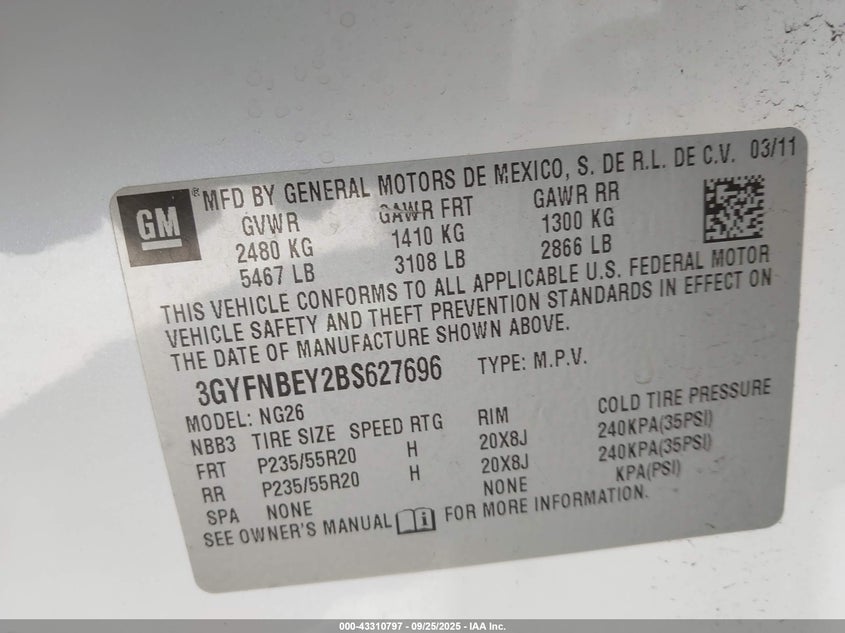 GM
® MFD BY GENERAL MOTORS DE MEXICO, S. DE R.L. DE C.V. 03/11
GVWR GAWR FRT GAWR RR
2480 KG 1410 KG 1300 KG
5467 LB 3108 LB 2866 LB
THIS VEHICLE CONFORMS TO ALL APPLICABLE U.S. FEDERAL MOTOR
VEHICLE SAFETY AND THEFT PREVENTION STANDARDS IN EFFECT ON
THE DATE OF MANUFACTURE SHOWN ABOVE.
3GYFNBEY2BS627696 TYPE: M.P.V.
MODEL: NG26
NBB3 TIRE SIZE SPEED RTG RIM COLD TIRE PRESSURE
FRT P235/55R20 H 20X8J 240KPA(35PSI)
RR P235/55R20 H 20X8J 240KPA(35PSI)
SPA NONE NONE KPA(PSI)
SEE OWNER'S MANUAL FOR MORE INFORMATION.
000-43310797 - 09/25/2025 - IAA Inc.